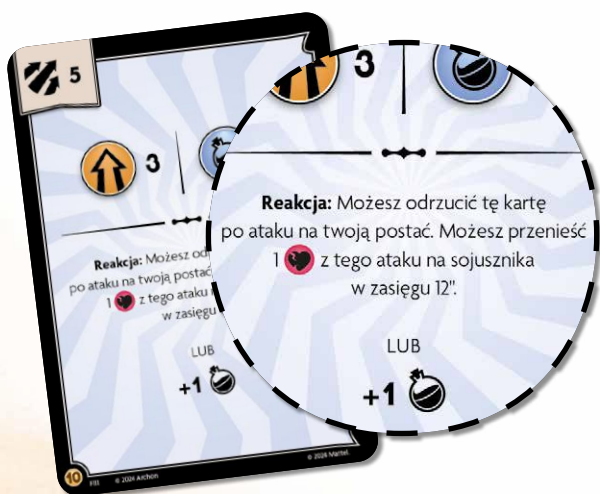 5
3
Reakcja: Możesz od
po ataku na twoją postać
1 z tego ataku
w zasięgu
LUB
+1
10 © 2024 Archon
© 2024 Mattel.
3
Reakcja: Możesz odrzucić tę kartę
po ataku na twoją postać. Możesz przenieść
1 z tego ataku na sojusznika
w zasięgu 12”.
LUB
+1